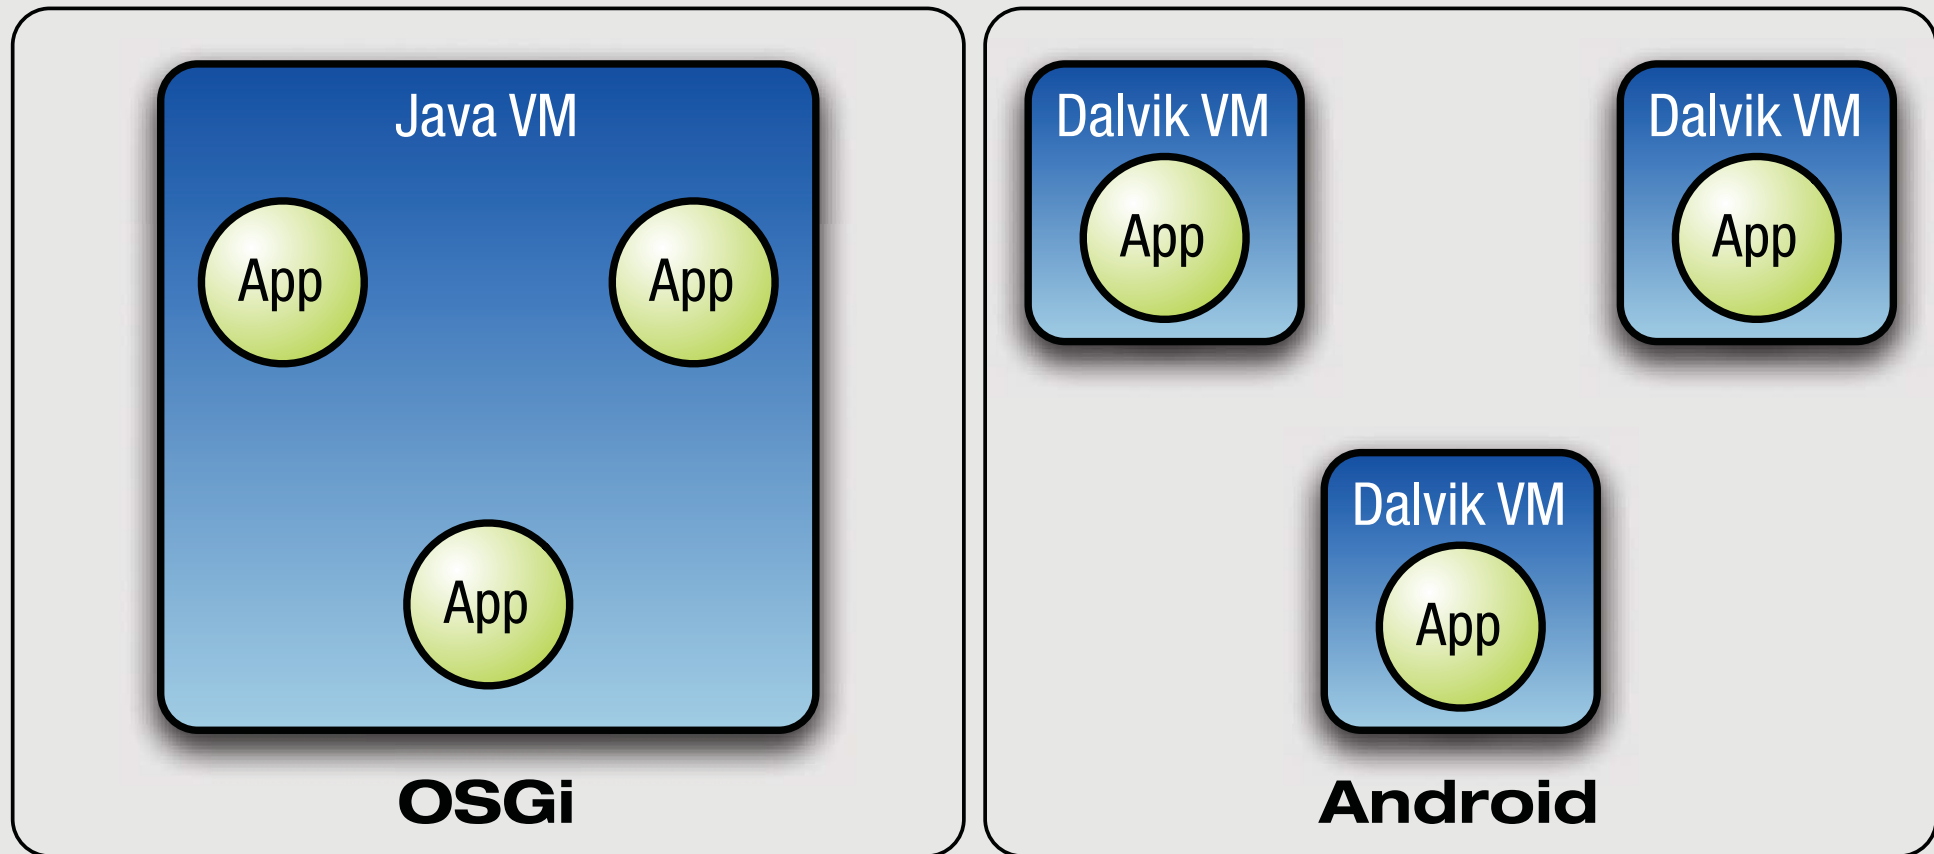 Java VM
App
App
App
OSGi
Dalvik VM
App
Dalvik VM
App
Dalvik VM
App
Android